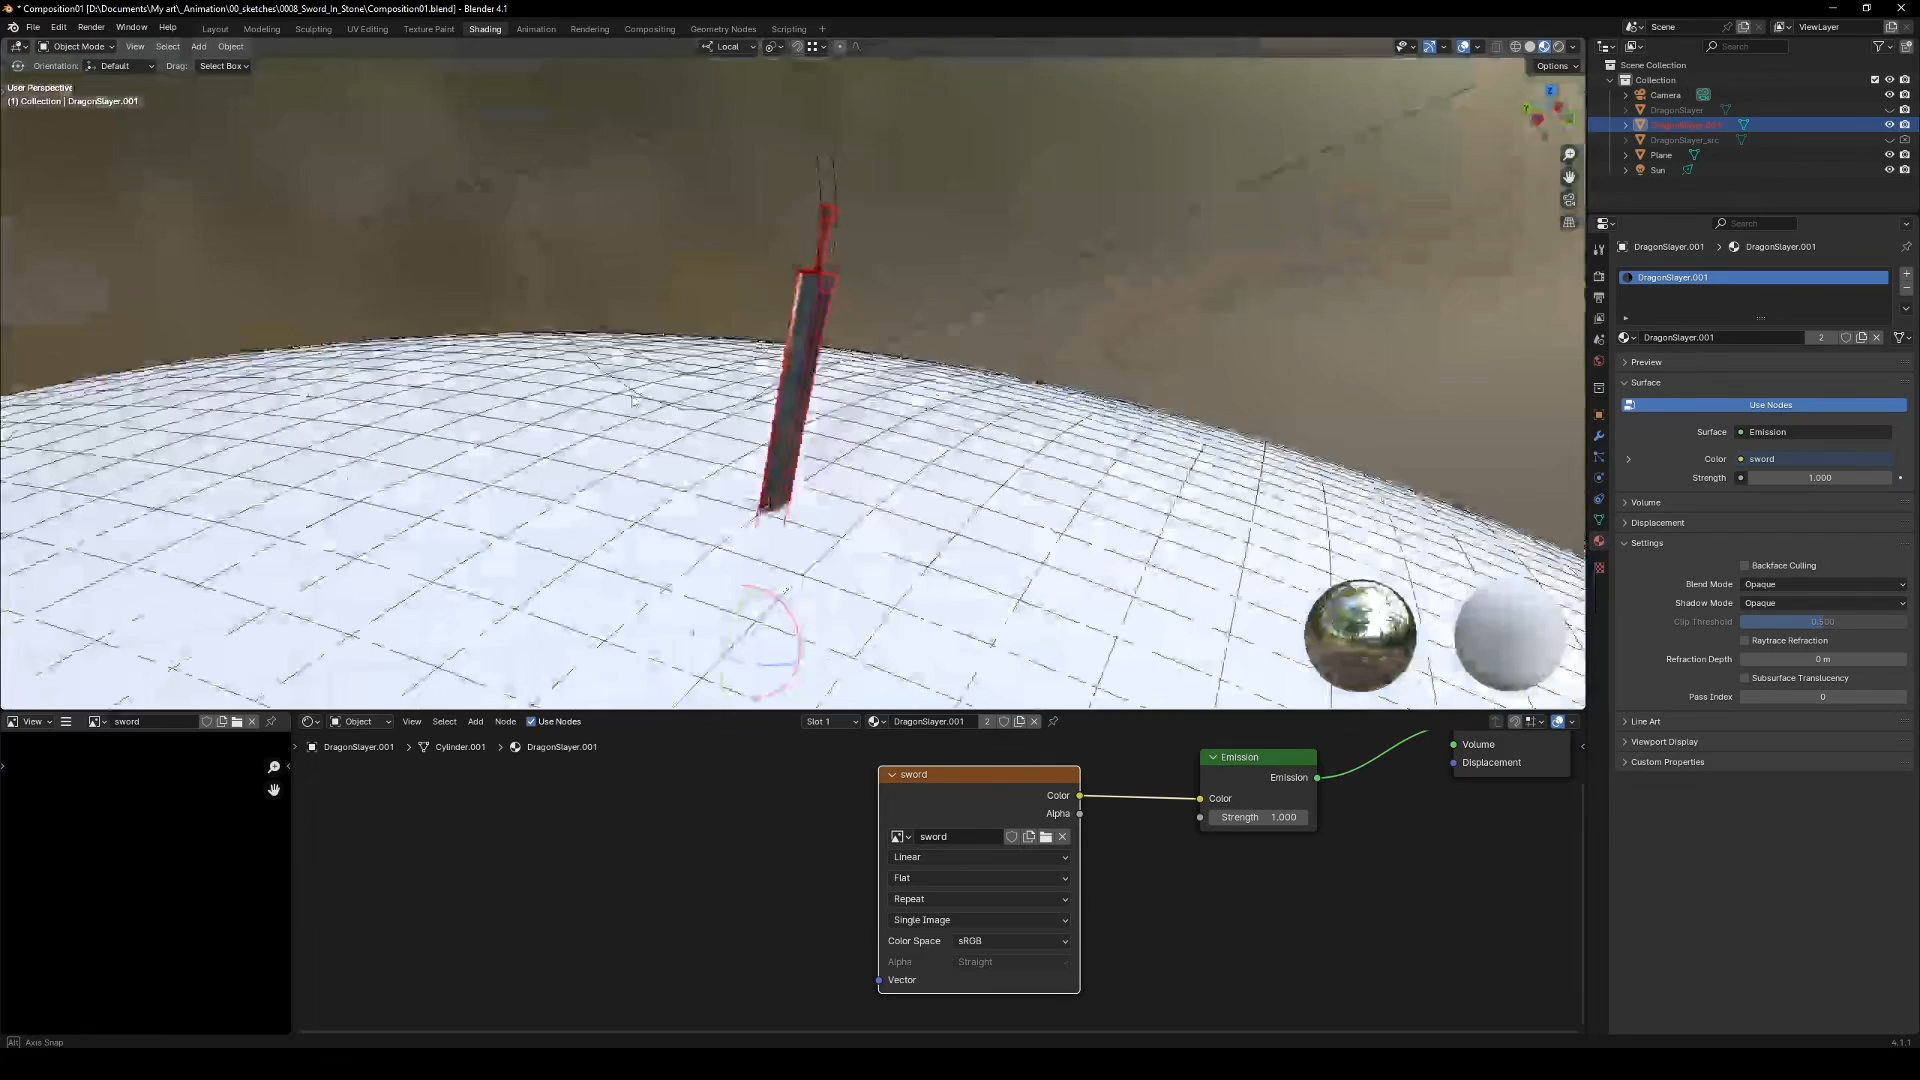 * Composition01 [D:\Documents\My art\_Animation\00_sketches\0008_Sword_In_Stone\Composition01.blend] - Blender 4.1
File Edit Render Window Help
Layout Modeling Sculpting UV Editing Texture Paint Shading Animation Rendering Compositing Geometry Nodes Scripting +
Scene
ViewLayer
Object Mode View Select Add Object
Local
Search
Orientation: Default Drag: Select Box
Options
Scene Collection
Collection
User Perspective
(1) Collection | DragonSlayer.001
Camera
DragonSlayer
DragonSlayer.001
DragonSlayer_src
Plane
Sun
Z
Y
Search
DragonSlayer.001 > DragonSlayer.001
DragonSlayer.001
DragonSlayer.001 2
Preview
Surface
Use Nodes
Surface Emission
Color sword
Strength 1.000
Volume
Displacement
Settings
Backface Culling
Blend Mode Opaque
Shadow Mode Opaque
Clip Threshold 0.500
Raytrace Refraction
Refraction Depth 0 m
Subsurface Translucency
Pass Index 0
Line Art
Viewport Display
Custom Properties
View sword
Object View Select Add Node Use Nodes Slot 1 DragonSlayer.001 2
DragonSlayer.001 > Cylinder.001 > DragonSlayer.001
sword
Color
Alpha
sword
Linear
Flat
Repeat
Single Image
Color Space sRGB
Alpha Straight
Vector
Emission
Emission
Color
Strength 1.000
Volume
Displacement
Alt Axis Snap
4.1.1